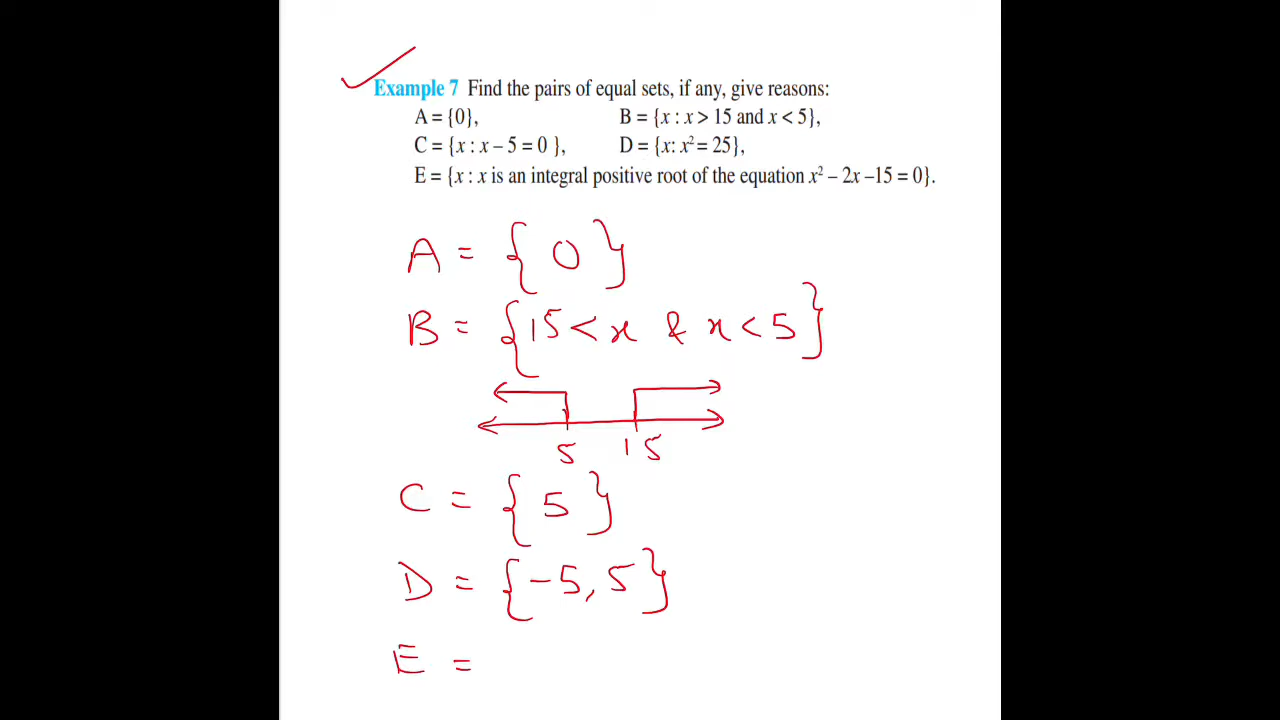 Example 7 Find the pairs of equal sets, if any, give reasons:
A = {0}, B = {x : x > 15 and x < 5},
C = {x : x – 5 = 0 }, D = {x: x² = 25},
E = {x : x is an integral positive root of the equation x² – 2x –15 = 0}.
A = { 0 }
B = { 15 < x & x < 5 }
5 15
C = { 5 }
D = { -5, 5 }
E =